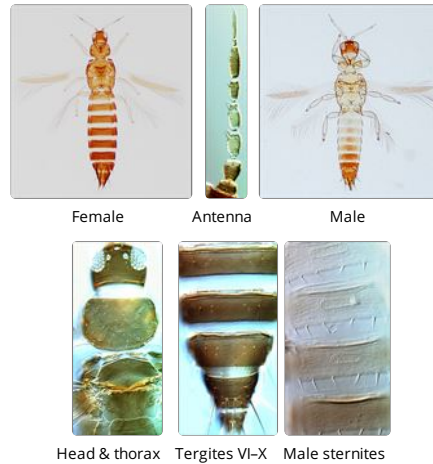 Female
Antenna
Male
Head & thorax
Tergites VI–X
Male sternites